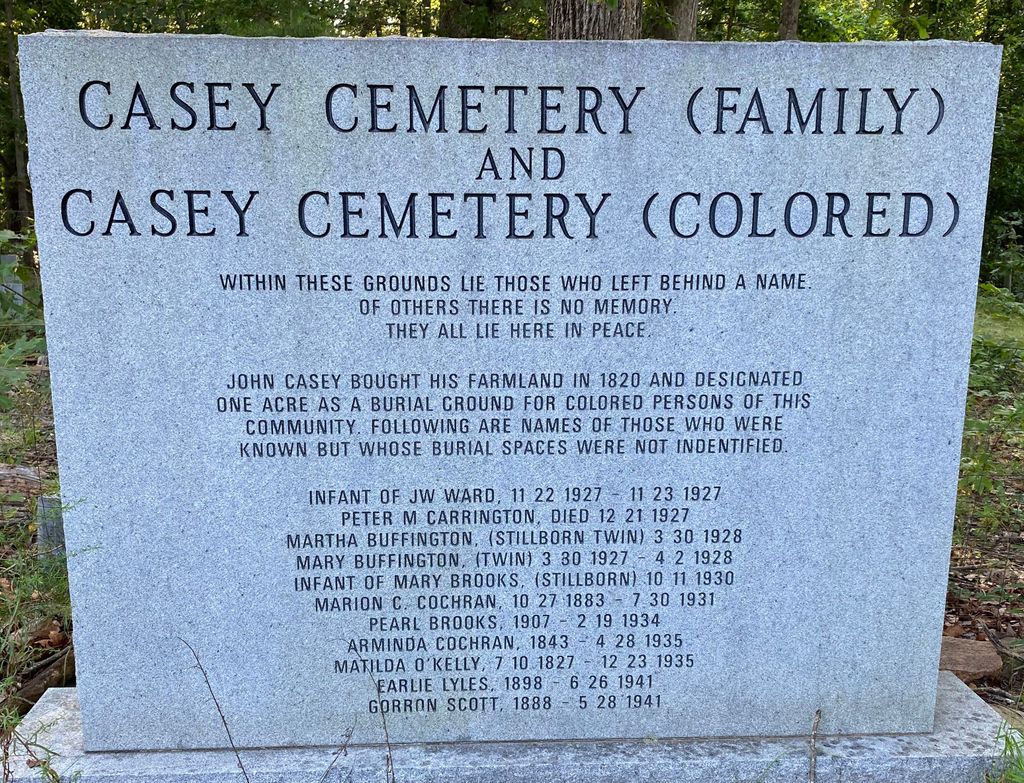 CASEY CEMETERY (FAMILY)
AND
CASEY CEMETERY (COLORED)
WITHIN THESE GROUNDS LIE THOSE WHO LEFT BEHIND A NAME.
OF OTHERS THERE IS NO MEMORY.
THEY ALL LIE HERE IN PEACE.
JOHN CASEY BOUGHT HIS FARMLAND IN 1820 AND DESIGNATED
ONE ACRE AS A BURIAL GROUND FOR COLORED PERSONS OF THIS
COMMUNITY. FOLLOWING ARE NAMES OF THOSE WHO WERE
KNOWN BUT WHOSE BURIAL SPACES WERE NOT INDENTIFIED.
INFANT OF JW WARD, 11 22 1927 - 11 23 1927
PETER M CARRINGTON, DIED 12 21 1927
MARTHA BUFFINGTON, (STILLBORN TWIN) 3 30 1928
MARY BUFFINGTON, (TWIN) 3 30 1927 - 4 2 1928
INFANT OF MARY BROOKS, (STILLBORN) 10 11 1930
MARION C. COCHRAN, 10 27 1883 - 7 30 1931
PEARL BROOKS, 1907 - 2 19 1934
ARMINDA COCHRAN, 1843 - 4 28 1935
MATILDA O'KELLY, 7 10 1827 - 12 23 1935
EARLIE LYLES, 1898 - 6 26 1941
GORRON SCOTT, 1888 - 5 28 1941